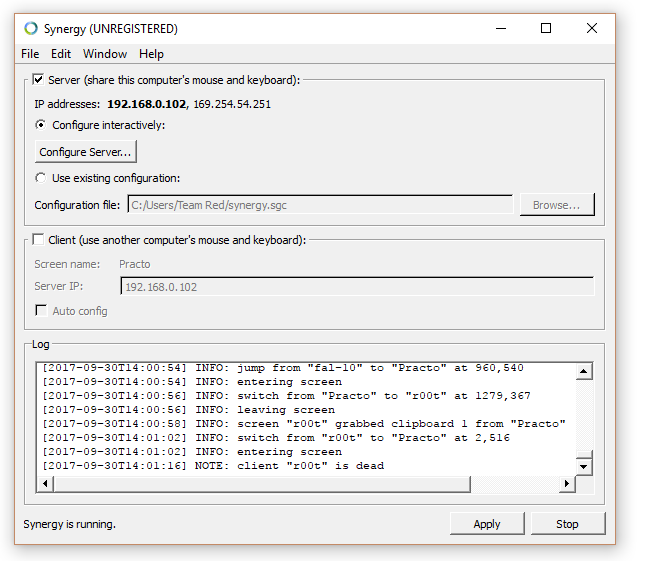 Synergy (UNREGISTERED)
File Edit Window Help
Server (share this computer's mouse and keyboard):
IP addresses: 192.168.0.102, 169.254.54.251
Configure interactively:
Configure Server...
Use existing configuration:
Configuration file: C:/Users/Team Red/synergy.sgc Browse...
Client (use another computer's mouse and keyboard):
Screen name: Practo
Server IP: 192.168.0.102
Auto config
Log
[2017-09-30T14:00:54] INFO: jump from "fal-10" to "Practo" at 960,540
[2017-09-30T14:00:54] INFO: entering screen
[2017-09-30T14:00:56] INFO: switch from "Practo" to "r00t" at 1279,367
[2017-09-30T14:00:56] INFO: leaving screen
[2017-09-30T14:00:58] INFO: screen "r00t" grabbed clipboard 1 from "Practo"
[2017-09-30T14:01:02] INFO: switch from "r00t" to "Practo" at 2,516
[2017-09-30T14:01:02] INFO: entering screen
[2017-09-30T14:01:16] NOTE: client "r00t" is dead
Synergy is running. Apply Stop